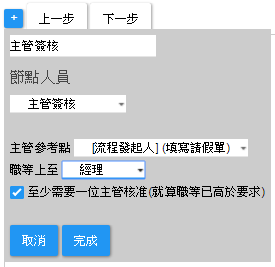 + 上一步 下一步
主管簽核
節點人員
主管簽核
主管參考點 [流程發起人] (填寫請假單)
職等上至 經理
至少需要一位主管核准(就算職等已高於要求)
取消 完成